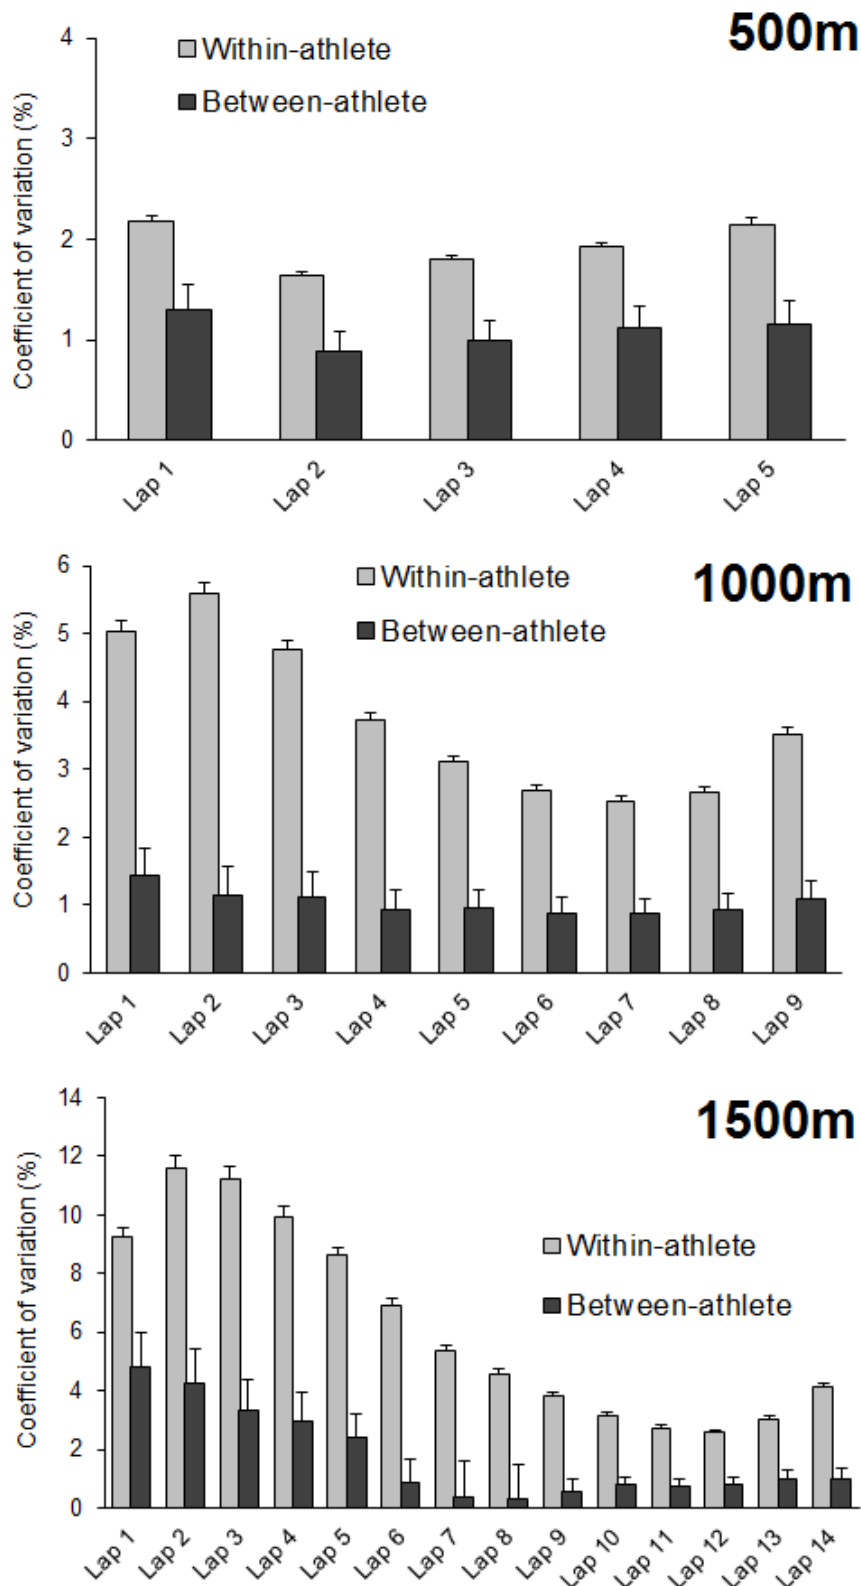 500m
Within-athlete
Between-athlete
Coefficient of variation (%)
4
3
2
1
0
Lap 1
Lap 2
Lap 3
Lap 4
Lap 5
1000m
Within-athlete
Between-athlete
Coefficient of variation (%)
6
5
4
3
2
1
0
Lap 1
Lap 2
Lap 3
Lap 4
Lap 5
Lap 6
Lap 7
Lap 8
Lap 9
1500m
Within-athlete
Between-athlete
Coefficient of variation (%)
14
12
10
8
6
4
2
0
Lap 1
Lap 2
Lap 3
Lap 4
Lap 5
Lap 6
Lap 7
Lap 8
Lap 9
Lap 10
Lap 11
Lap 12
Lap 13
Lap 14